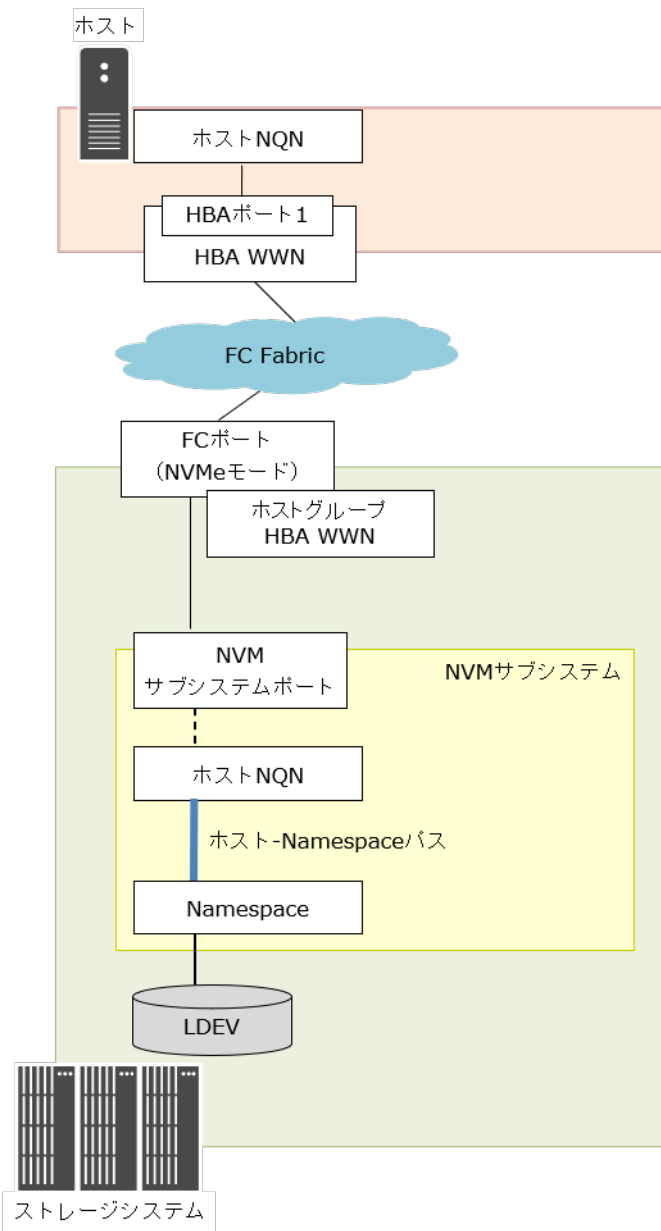 ホスト
ホストNQN
HBAポート1
HBA WWN
FC Fabric
FCポート
（NVMeモード）
ホストグループ
HBA WWN
NVM
サブシステムポート
NVMサブシステム
ホストNQN
ホスト-Namespaceパス
Namespace
LDEV
ストレージシステム